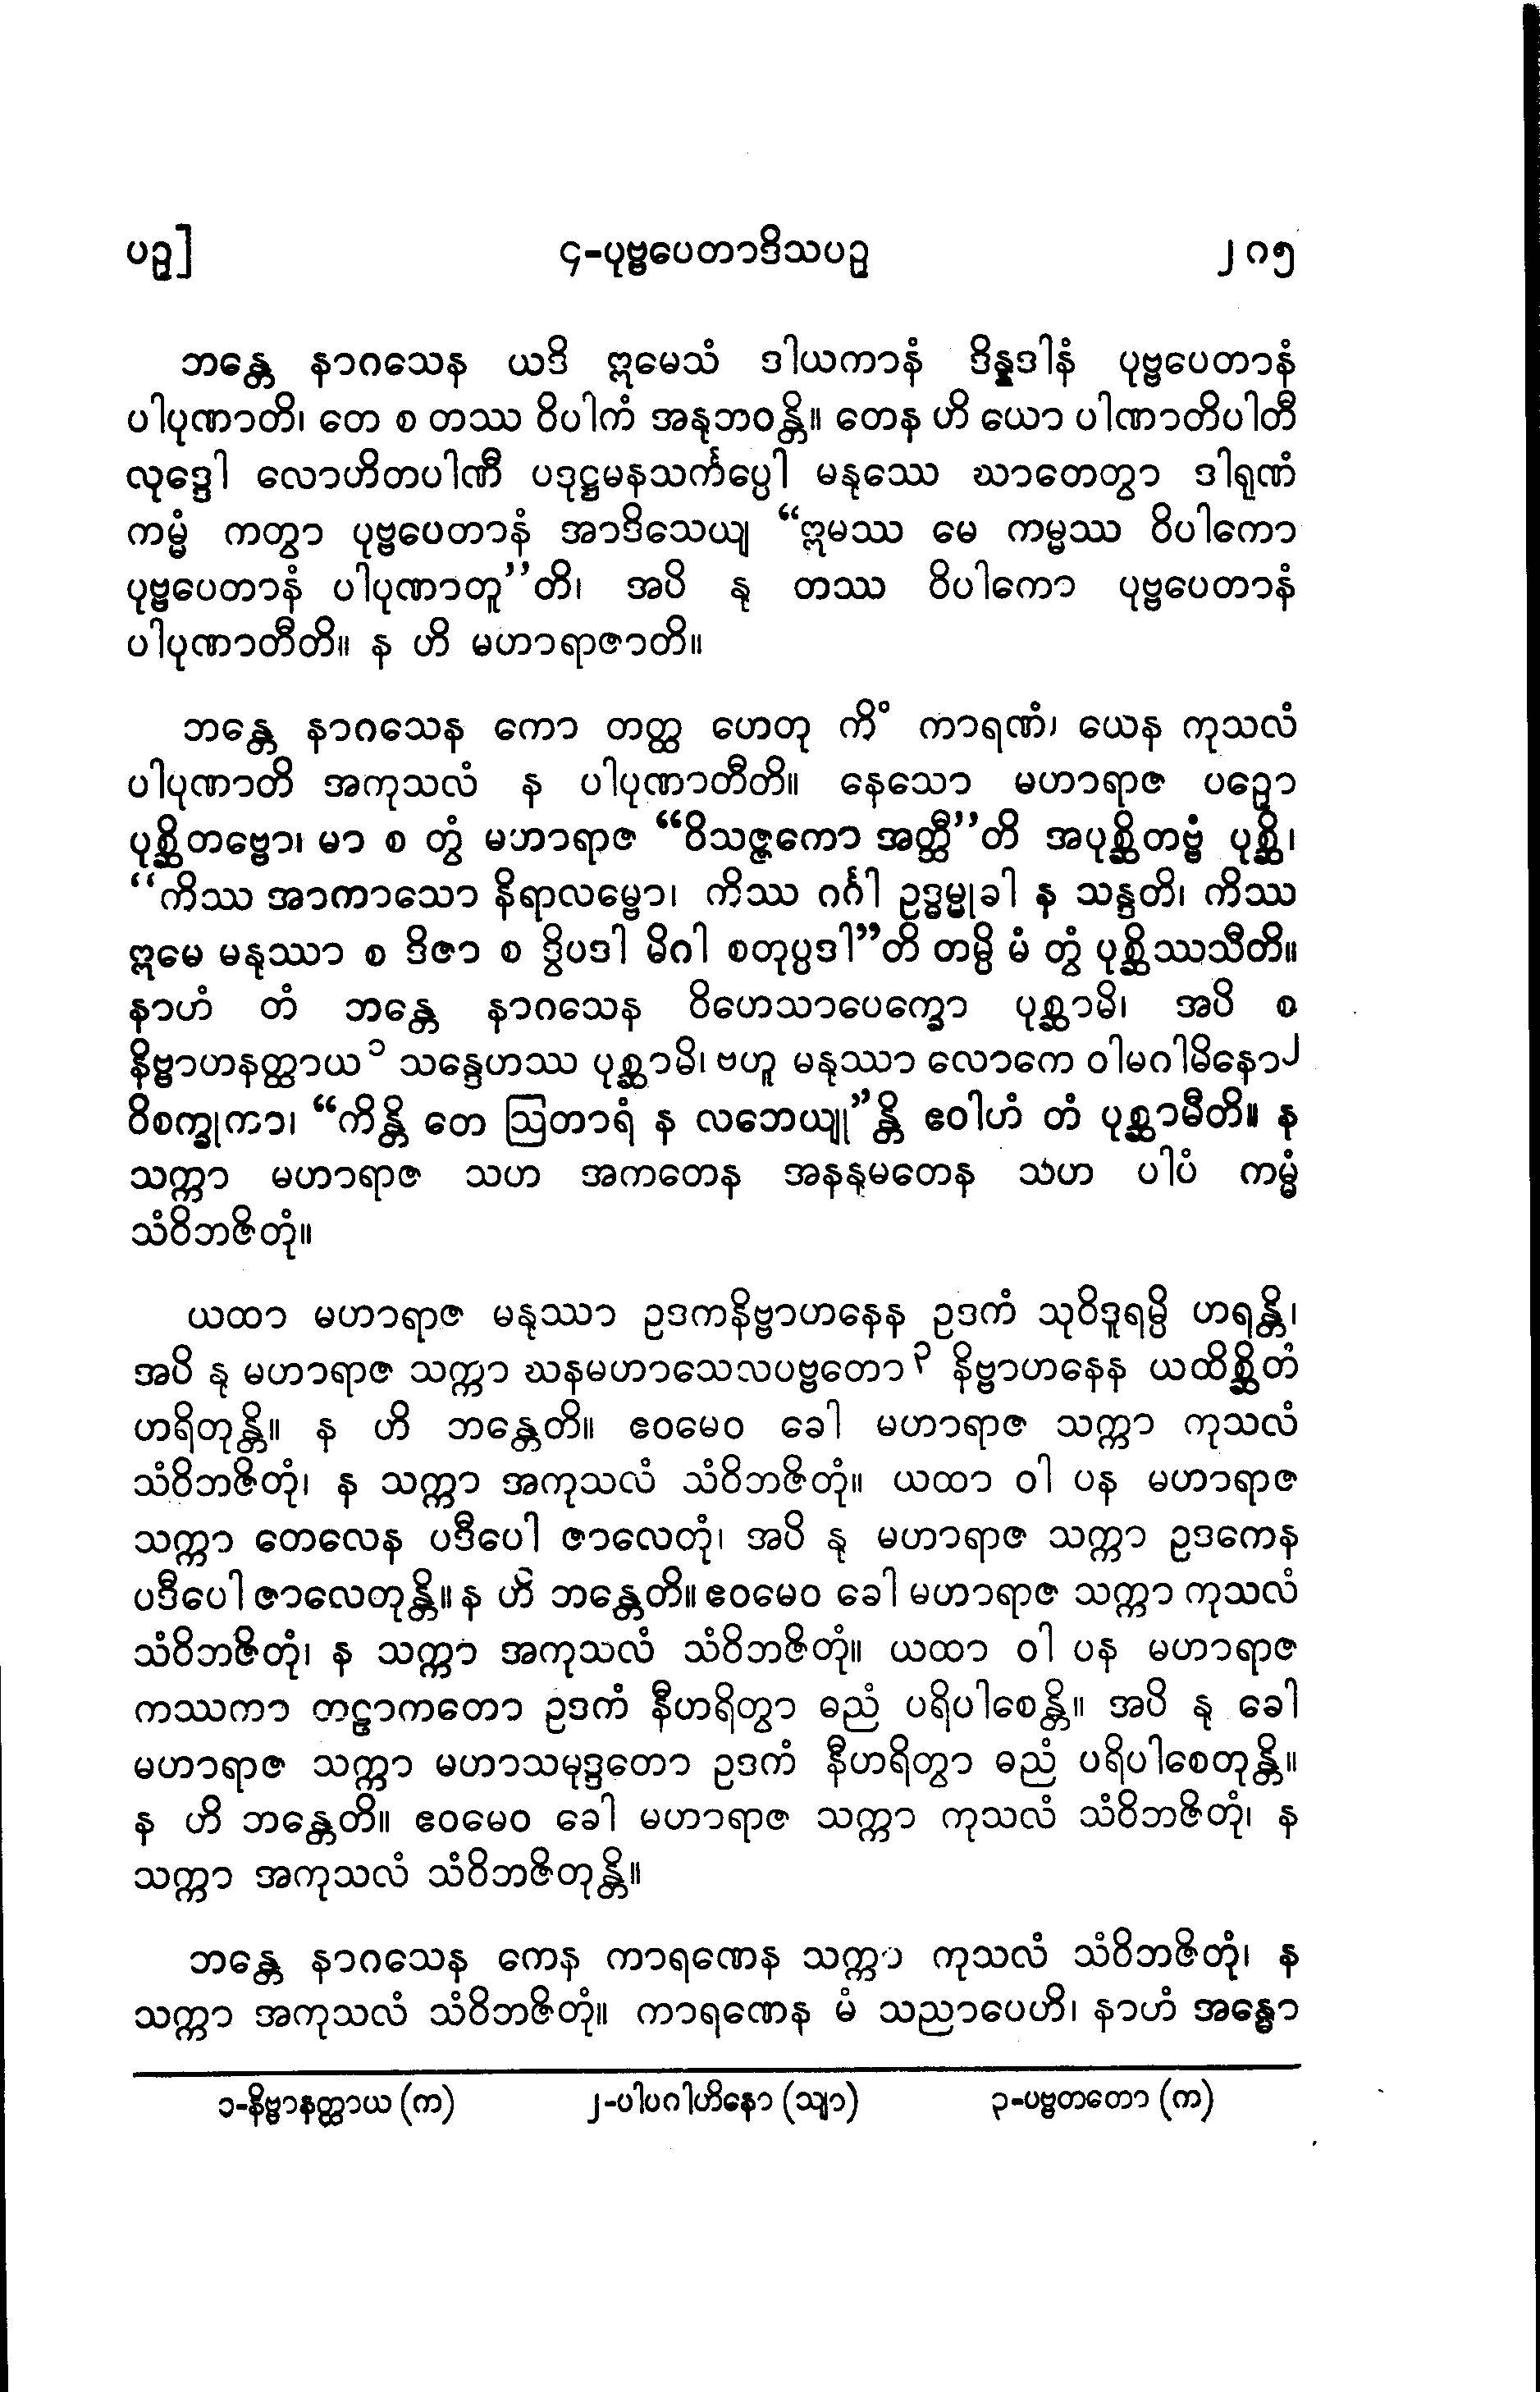 ပဉှ]
၄-ပုဗ္ဗပေတာဒိသပဉှ
၂၈၅
ဘန္တေ နာဂသေန ယဒိ ဣမေသံ ဒါယကာနံ ဒိန္နဒါနံ ပုဗ္ဗပေတာနံ
ပါပုဏာတိ၊ တေ စ တဿ ဝိပါကံ အနုဘဝန္တိ။ တေန ဟိ ယော ပါဏာတိပါတီ
လုဒ္ဒေါ လောဟိတပါဏီ ပဒုဋ္ဌမနသင်္ကပ္ပေါ မနုဿေ ဃာတေတွာ ဒါရုဏံ
ကမ္မံ ကတွာ ပုဗ္ဗပေတာနံ အာဒိသေယျ “ဣမဿ မေ ကမ္မဿ ဝိပါကော
ပုဗ္ဗပေတာနံ ပါပုဏာတူ”တိ၊ အပိ နု တဿ ဝိပါကော ပုဗ္ဗပေတာနံ
ပါပုဏာတီတိ။ န ဟိ မဟာရာဇာတိ။
ဘန္တေ နာဂသေန ကော တတ္ထ ဟေတု ကိံ ကာရဏံ၊ ယေန ကုသလံ
ပါပုဏာတိ အကုသလံ န ပါပုဏာတီတိ။ နေသော မဟာရာဇ ပဉှော
ပုစ္ဆိတဗ္ဗော၊ မာ စ တွံ မဟာရာဇ “ဝိသဇ္ဇကော အတ္ထီ”တိ အပုစ္ဆိတဗ္ဗံ ပုစ္ဆိ၊
“ကိဿ အာကာသော နိရာလမ္ဗော၊ ကိဿ ဂင်္ဂါ ဥဒ္ဓမ္မုခါ န သန္ဒတိ၊ ကိဿ
ဣမေ မနုဿာ စ ဒိဇာ စ ဒွိပဒါ မိဂါ စတုပ္ပဒါ”တိ တမ္ပိ မံ တွံ ပုစ္ဆိဿသီတိ။
နာဟံ တံ ဘန္တေ နာဂသေန ဝိဟေသာပေက္ခော ပုစ္ဆာမိ၊ အပိ စ
နိဗ္ဗာဟနတ္ထာယ၁ သန္ဒေဟဿ ပုစ္ဆာမိ၊ ဗဟူ မနုဿာ လောကေ ဝါမဂါမိနော၂
ဝိစက္ခုကာ၊ “ကိန္တိ တေ ဩတာရံ န လဘေယျု”န္တိ ဧဝါဟံ တံ ပုစ္ဆာမီတိ။ န
သက္ကာ မဟာရာဇ သဟ အကတေန အနနုမတေန သဟ ပါပံ ကမ္မံ
သံဝိဘဇိတုံ။
ယထာ မဟာရာဇ မနုဿာ ဥဒကနိဗ္ဗာဟနေန ဥဒကံ သုဝိဒူရမ္ပိ ဟရန္တိ၊
အပိ နု မဟာရာဇ သက္ကာ ဃနမဟာသေလပဗ္ဗတော၃ နိဗ္ဗာဟနေန ယထိစ္ဆိတံ
ဟရိတုန္တိ။ န ဟိ ဘန္တေတိ။ ဧဝမေဝ ခေါ မဟာရာဇ သက္ကာ ကုသလံ
သံဝိဘဇိတုံ၊ န သက္ကာ အကုသလံ သံဝိဘဇိတုံ။ ယထာ ဝါ ပန မဟာရာဇ
သက္ကာ တေလေန ပဒီပေါ ဇာလေတုံ၊ အပိ နု မဟာရာဇ သက္ကာ ဥဒကေန
ပဒီပေါ ဇာလေတုန္တိ။ န ဟိ ဘန္တေတိ။ ဧဝမေဝ ခေါ မဟာရာဇ သက္ကာ ကုသလံ
သံဝိဘဇိတုံ၊ န သက္ကာ အကုသလံ သံဝိဘဇိတုံ။ ယထာ ဝါ ပန မဟာရာဇ
ကဿကာ တဠာကတော ဥဒကံ နီဟရိတွာ ဓညံ ပရိပါစေန္တိ။ အပိ နု ခေါ
မဟာရာဇ သက္ကာ မဟာသမုဒ္ဒတော ဥဒကံ နီဟရိတွာ ဓညံ ပရိပါစေတုန္တိ။
န ဟိ ဘန္တေတိ။ ဧဝမေဝ ခေါ မဟာရာဇ သက္ကာ ကုသလံ သံဝိဘဇိတုံ၊ န
သက္ကာ အကုသလံ သံဝိဘဇိတုန္တိ။
ဘန္တေ နာဂသေန ကေန ကာရဏေန သက္ကာ ကုသလံ သံဝိဘဇိတုံ၊ န
သက္ကာ အကုသလံ သံဝိဘဇိတုံ။ ကာရဏေန မံ သညာပေဟိ၊ နာဟံ အန္ဓော
၁-နိဗ္ဗာနတ္ထာယ (က)
၂-ပါပဂါဟိနော (သျာ)
၃-ပဗ္ဗတတော (က)